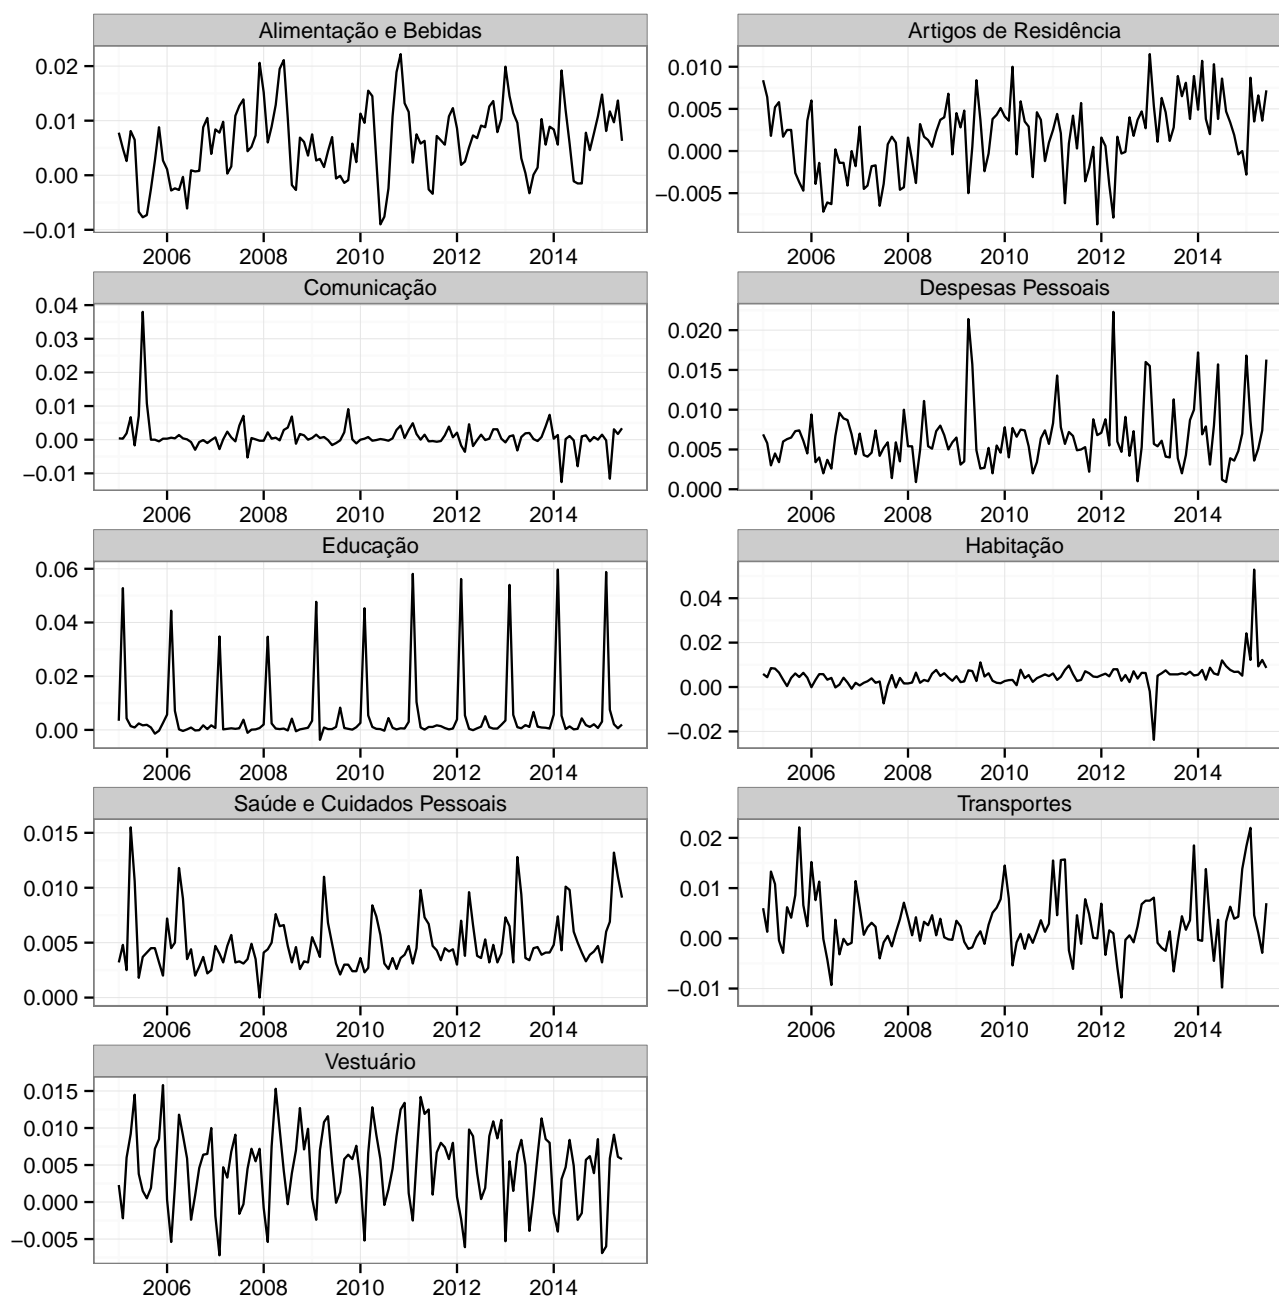 Alimentação e Bebidas
0.02
0.01
0.00
−0.01
2006 2008 2010 2012 2014
Artigos de Residência
0.010
0.005
0.000
−0.005
2006 2008 2010 2012 2014
Comunicação
0.04
0.03
0.02
0.01
0.00
−0.01
2006 2008 2010 2012 2014
Despesas Pessoais
0.020
0.015
0.010
0.005
0.000
2006 2008 2010 2012 2014
Educação
0.06
0.04
0.02
0.00
2006 2008 2010 2012 2014
Habitação
0.04
0.02
0.00
−0.02
2006 2008 2010 2012 2014
Saúde e Cuidados Pessoais
0.015
0.010
0.005
0.000
2006 2008 2010 2012 2014
Transportes
0.02
0.01
0.00
−0.01
2006 2008 2010 2012 2014
Vestuário
0.015
0.010
0.005
0.000
−0.005
2006 2008 2010 2012 2014